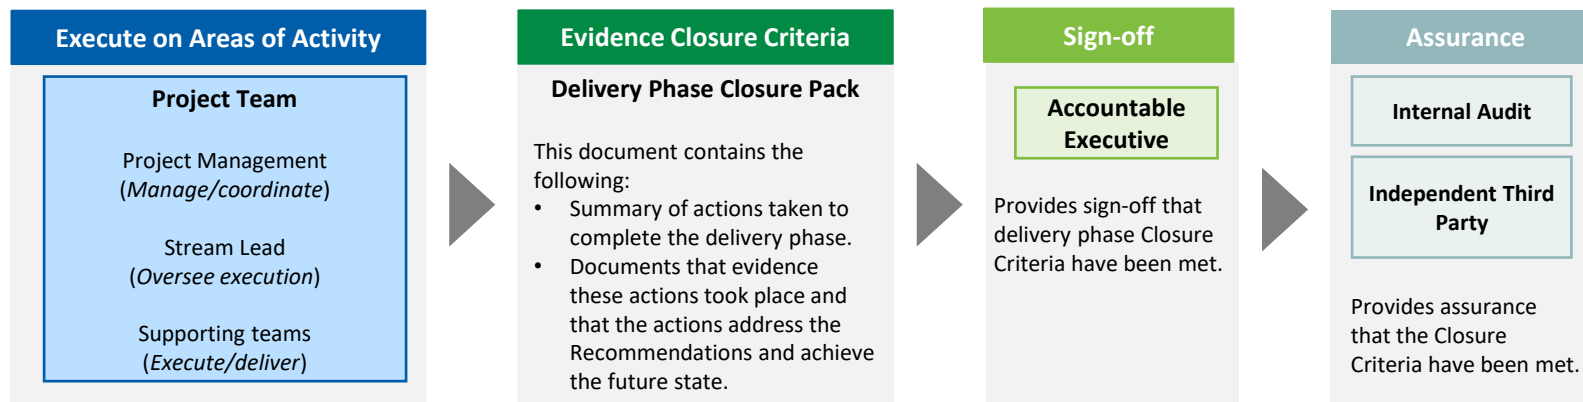 Execute on Areas of Activity
Project Team
Project Management
(Manage/coordinate)
Stream Lead
(Oversee execution)
Supporting teams
(Execute/deliver)
Evidence Closure Criteria
Delivery Phase Closure Pack
This document contains the
following:
• Summary of actions taken to
complete the delivery phase.
• Documents that evidence
these actions took place and
that the actions address the
Recommendations and achieve
the future state.
Sign-off
Accountable
Executive
Provides sign-off that
delivery phase Closure
Criteria have been met.
Assurance
Internal Audit
Independent Third
Party
Provides assurance
that the Closure
Criteria have been met.